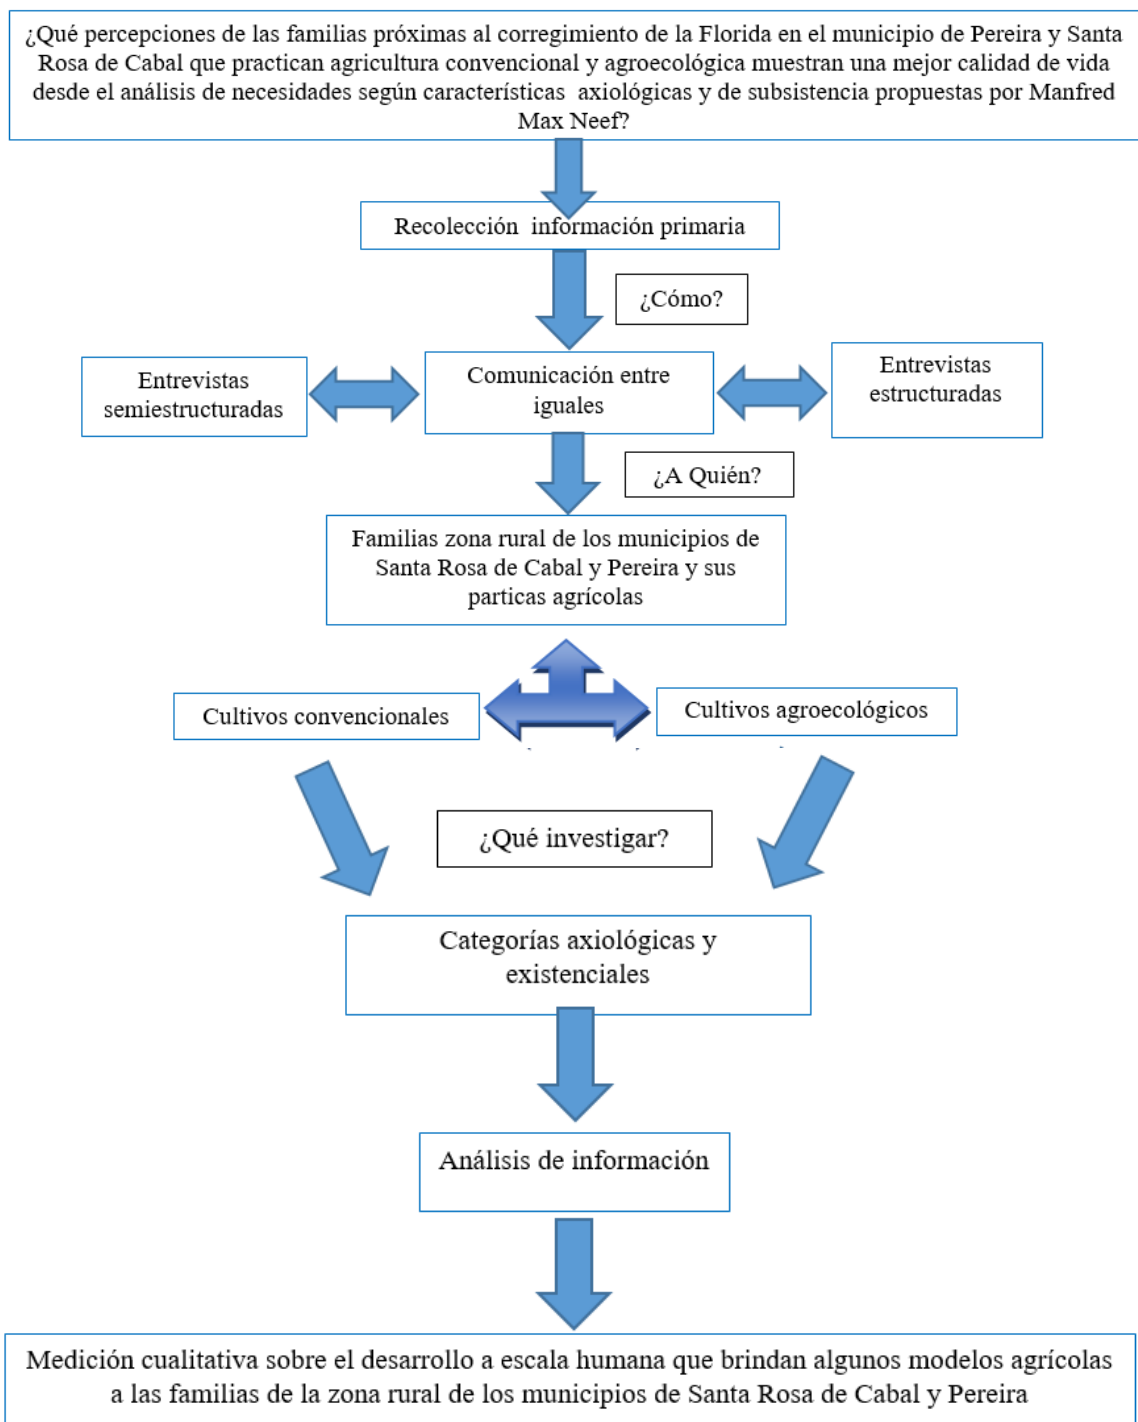 ¿Qué percepciones de las familias próximas al corregimiento de la Florida en el municipio de Pereira y Santa
Rosa de Cabal que practican agricultura convencional y agroecológica muestran una mejor calidad de vida
desde el análisis de necesidades según características axiológicas y de subsistencia propuestas por Manfred
Max Neef?
Recolección información primaria
¿Cómo?
Entrevistas
semiestructuradas
Comunicación entre
iguales
Entrevistas
estructuradas
¿A Quién?
Familias zona rural de los municipios de
Santa Rosa de Cabal y Pereira y sus
particas agrícolas
Cultivos convencionales
Cultivos agroecológicos
¿Qué investigar?
Categorías axiológicas y
existenciales
Análisis de información
Medición cualitativa sobre el desarrollo a escala humana que brindan algunos modelos agrícolas
a las familias de la zona rural de los municipios de Santa Rosa de Cabal y Pereira